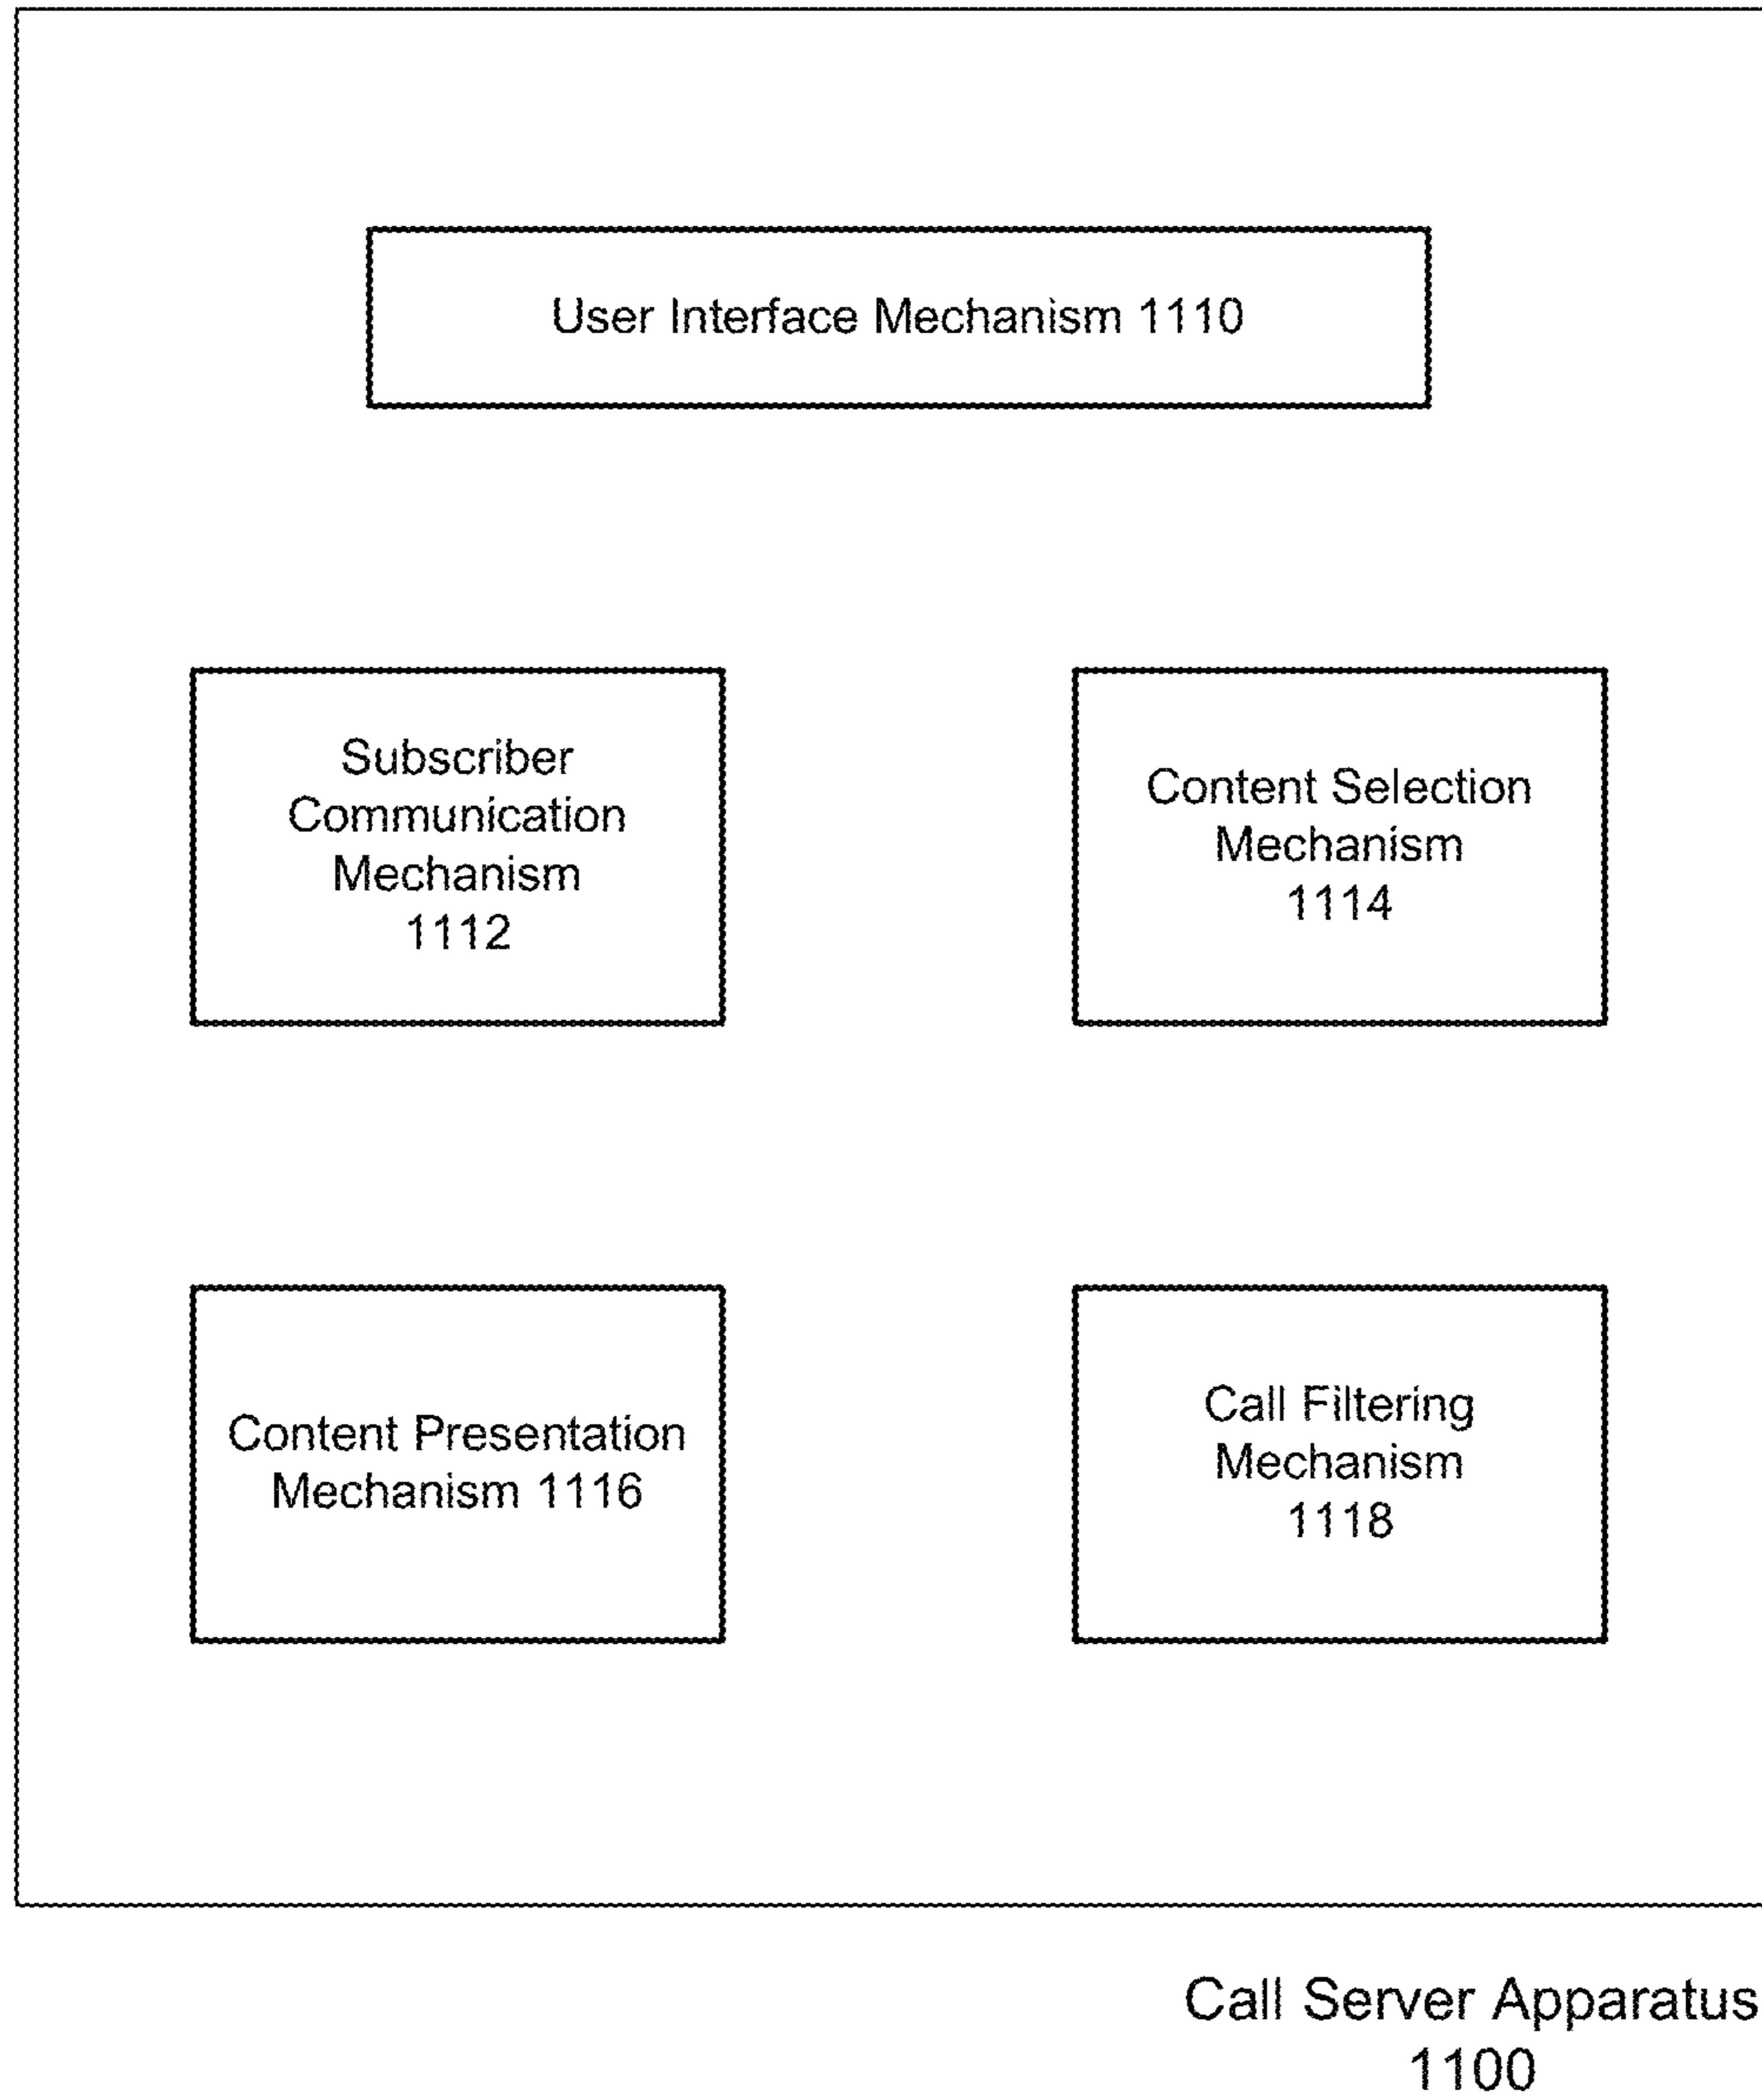 User Interface Mechanism 1110
Subscriber
Communication
Mechanism
1112
Content Selection
Mechanism
1114
Content Presentation
Mechanism 1116
Call Filtering
Mechanism
1118
Call Server Apparatus
1100